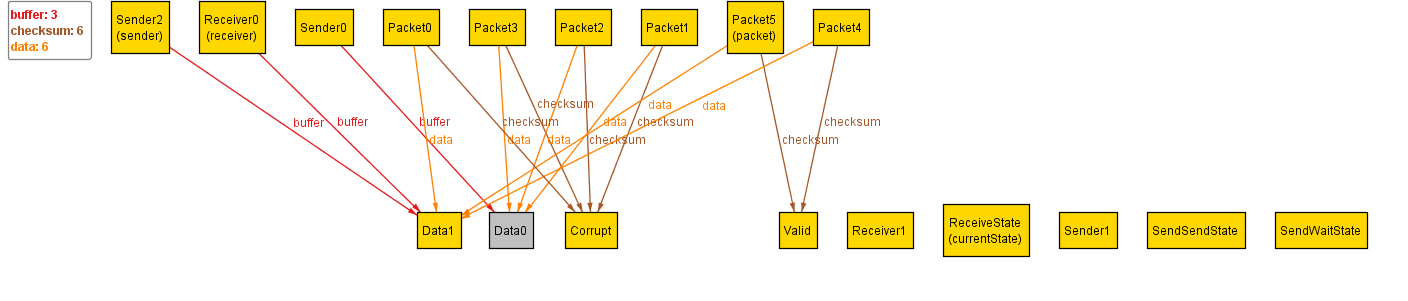 buffer: 3
checksum: 6
data: 6
Sender2
(sender)
Receiver0
(receiver)
Sender0
Packet0
Packet3
Packet2
Packet1
Packet5
(packet)
Packet4
checksum
data
data
buffer
buffer
buffer
checksum
data
checksum
checksum
data
data
data
checksum
checksum
Data1
Data0
Corrupt
Valid
Receiver1
ReceiveState
(currentState)
Sender1
SendSendState
SendWaitState